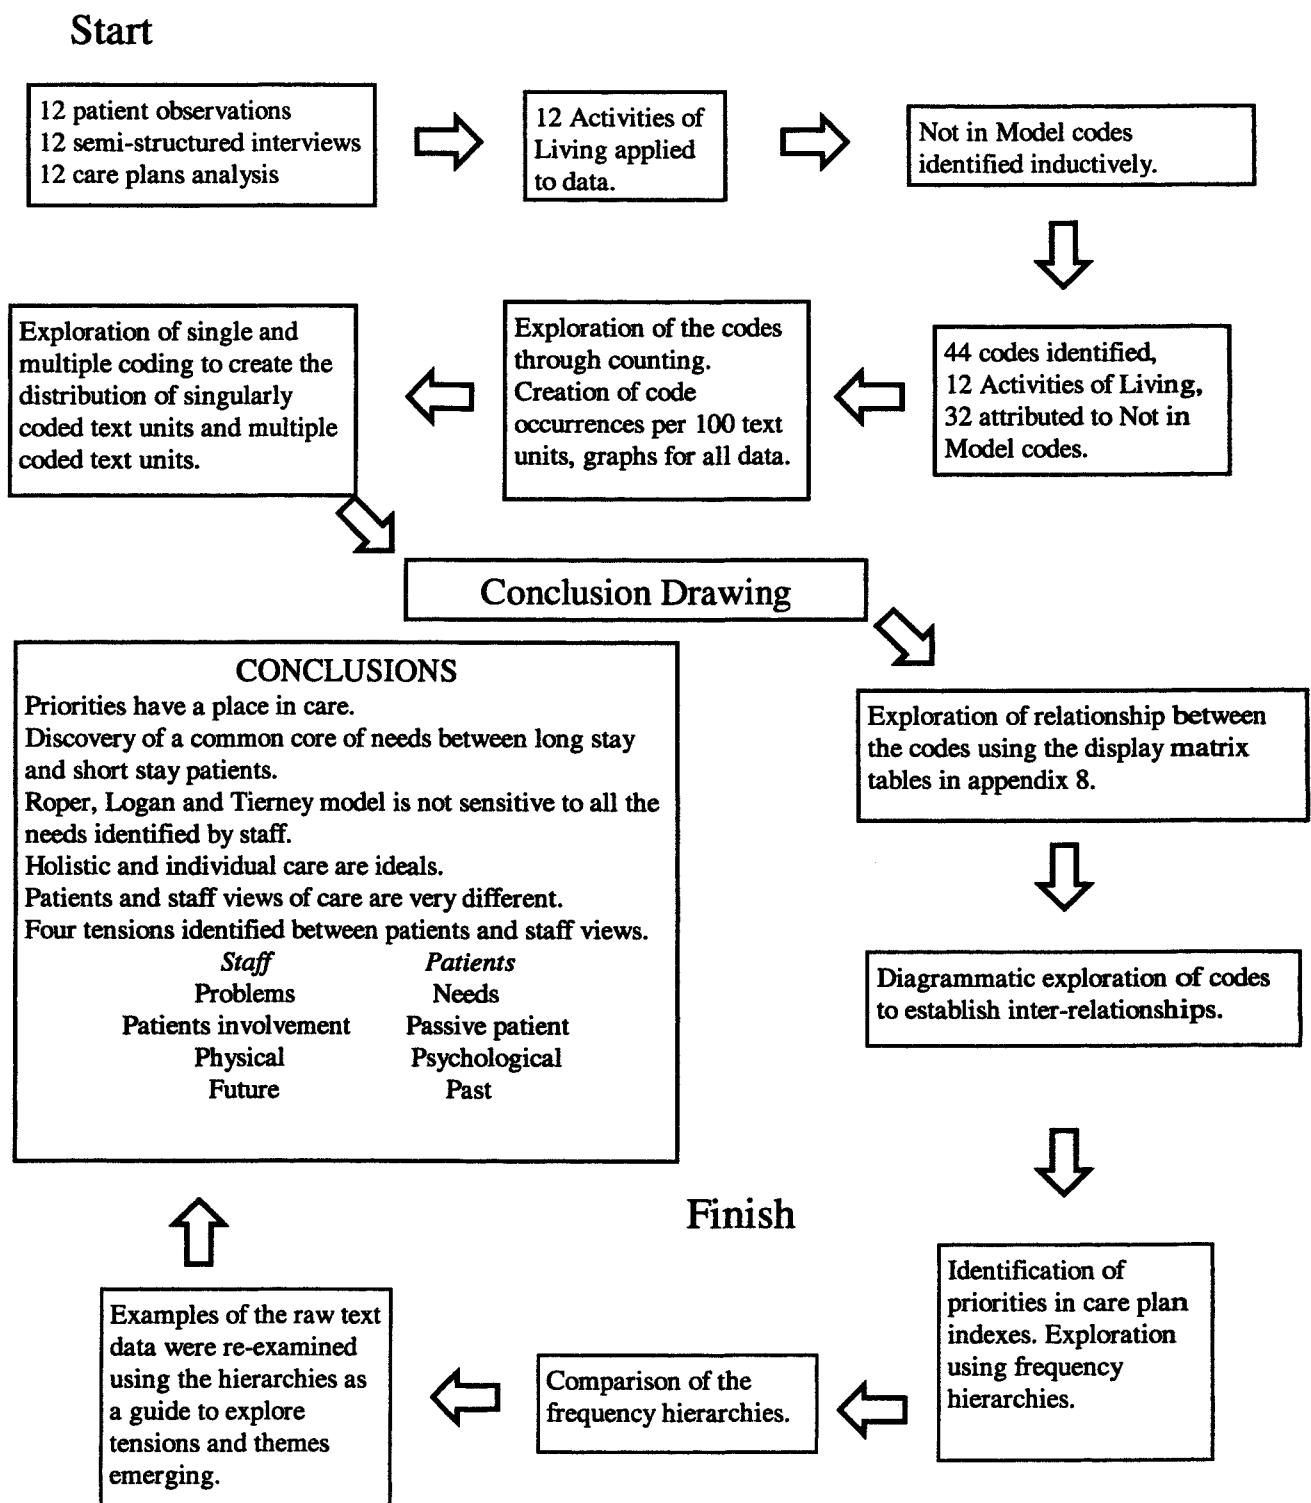 Start
12 patient observations
12 semi-structured interviews
12 care plans analysis
12 Activities of
Living applied
to data.
Not in Model codes
identified inductively.
44 codes identified,
12 Activities of Living,
32 attributed to Not in
Model codes.
Exploration of the codes
through counting.
Creation of code
occurrences per 100 text
units, graphs for all data.
Exploration of single and
multiple coding to create the
distribution of singularly
coded text units and multiple
coded text units.
Conclusion Drawing
Exploration of relationship between
the codes using the display matrix
tables in appendix 8.
Diagrammatic exploration of codes
to establish inter-relationships.
Identification of
priorities in care plan
indexes. Exploration
using frequency
hierarchies.
Comparison of the
frequency hierarchies.
Examples of the raw text
data were re-examined
using the hierarchies as
a guide to explore
tensions and themes
emerging.
CONCLUSIONS
Priorities have a place in care.
Discovery of a common core of needs between long stay
and short stay patients.
Roper, Logan and Tierney model is not sensitive to all the
needs identified by staff.
Holistic and individual care are ideals.
Patients and staff views of care are very different.
Four tensions identified between patients and staff views.
Staff Patients
Problems Needs
Patients involvement Passive patient
Physical Psychological
Future Past
Finish